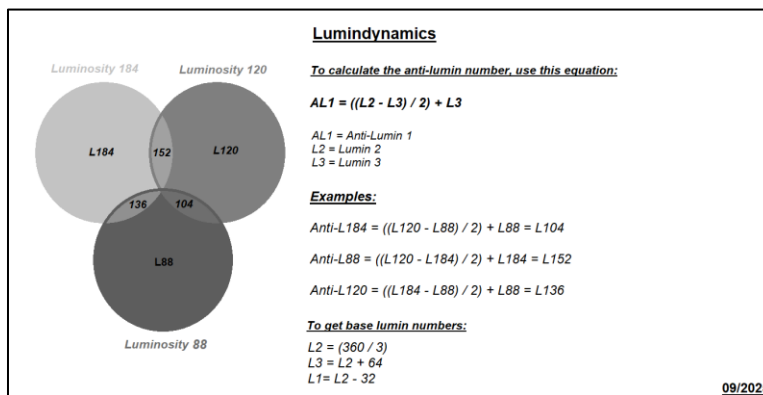 Lumindynamics
Luminosity 184
Luminosity 120
L184
152
L120
136
104
L88
Luminosity 88
To calculate the anti-lumin number, use this equation:
AL1 = ((L2 - L3) / 2) + L3
AL1 = Anti-Lumin 1
L2 = Lumin 2
L3 = Lumin 3
Examples:
Anti-L184 = ((L120 - L88) / 2) + L88 = L104
Anti-L88 = ((L120 - L184) / 2) + L184 = L152
Anti-L120 = ((L184 - L88) / 2) + L88 = L136
To get base lumin numbers:
L2 = (360 / 3)
L3 = L2 + 64
L1= L2 - 32